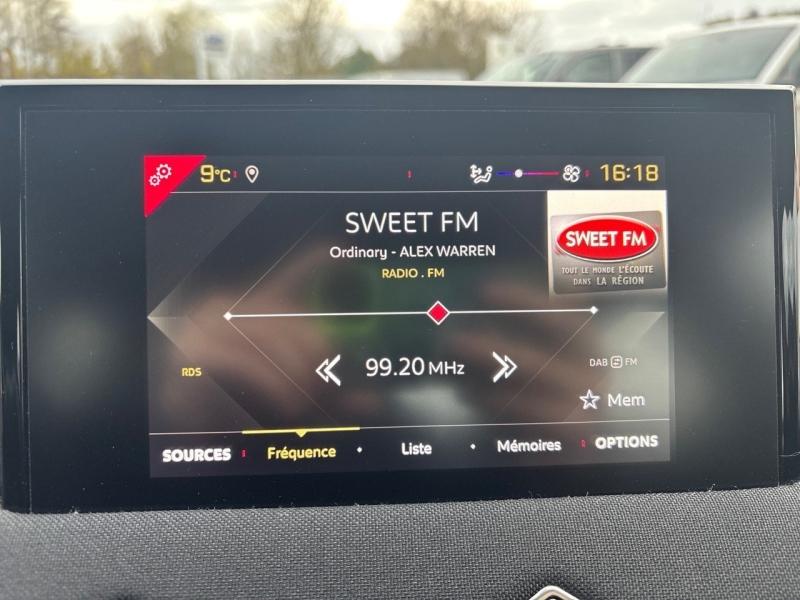 9°C 16:18
SWEET FM
Ordinary - ALEX WARREN
RADIO . FM
SWEET FM
TOUT LE MONDE L'ÉCOUTE
DANS LA RÉGION
RDS
99.20 MHz
DAB S FM
Mem
SOURCES Fréquence Liste Mémoires OPTIONS